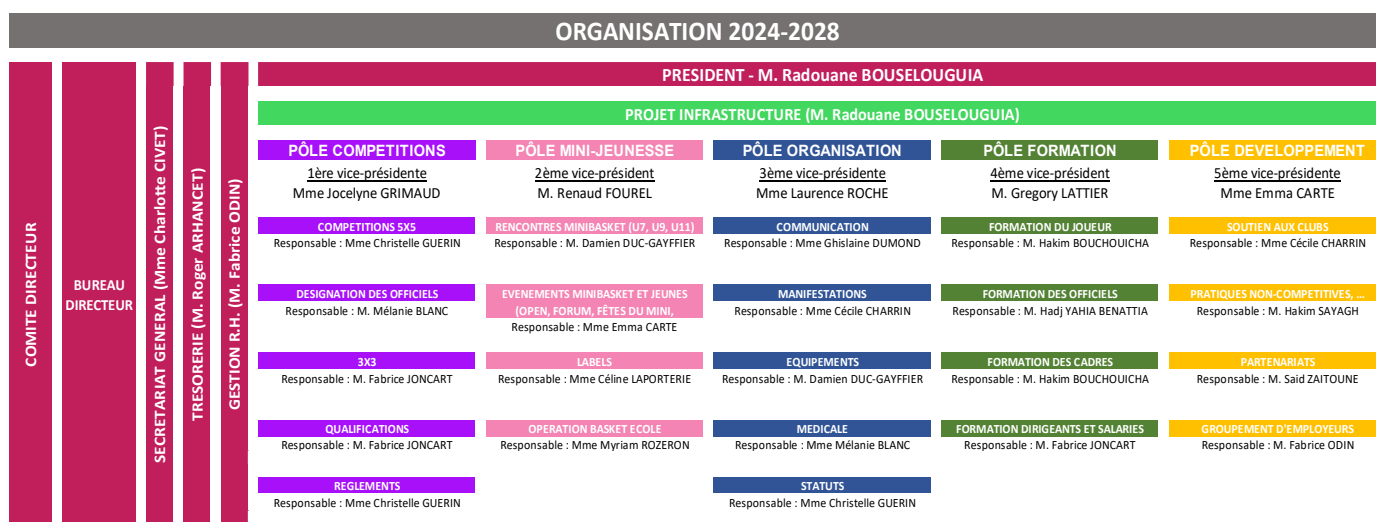 ORGANISATION 2024-2028
COMITE DIRECTEUR
BUREAU
DIRECTEUR
SECRETARIAT GENERAL (Mme Charlotte CIVET)
TRESORERIE (M. Roger ARHANCET)
GESTION R.H. (M. Fabrice ODIN)
PRESIDENT - M. Radouane BOUSELOUGUIA
PROJET INFRASTRUCTURE (M. Radouane BOUSELOUGUIA)
PÔLE COMPETITIONS
1ère vice-présidente
Mme Jocelyne GRIMAUD
COMPETITIONS 5X5
Responsable : Mme Christelle GUERIN
DESIGNATION DES OFFICIELS
Responsable : M. Mélanie BLANC
3X3
Responsable : M. Fabrice JONCART
QUALIFICATIONS
Responsable : M. Fabrice JONCART
REGLEMENTS
Responsable : Mme Christelle GUERIN
PÔLE MINI-JEUNESSE
2ème vice-président
M. Renaud FOUREL
RENCONTRES MINIBASKET (U7, U9, U11)
Responsable : M. Damien DUC-GAYFFIER
EVENEMENTS MINIBASKET ET JEUNES
(OPEN, FORUM, FÊTES DU MINI,
Responsable : Mme Emma CARTE
LABELS
Responsable : Mme Céline LAPORTERIE
OPERATION BASKET ECOLE
Responsable : Mme Myriam ROZERON
PÔLE ORGANISATION
3ème vice-présidente
Mme Laurence ROCHE
COMMUNICATION
Responsable : Mme Ghislaine DUMOND
MANIFESTATIONS
Responsable : Mme Cécile CHARRIN
EQUIPEMENTS
Responsable : M. Damien DUC-GAYFFIER
MEDICALE
Responsable : Mme Mélanie BLANC
STATUTS
Responsable : Mme Christelle GUERIN
PÔLE FORMATION
4ème vice-président
M. Gregory LATTIER
FORMATION DU JOUEUR
Responsable : M. Hakim BOUCHOUICHA
FORMATION DES OFFICIELS
Responsable : M. Hadj YAHIA BENATTIA
FORMATION DES CADRES
Responsable : M. Hakim BOUCHOUICHA
FORMATION DIRIGEANTS ET SALARIES
Responsable : M. Fabrice JONCART
PÔLE DEVELOPPEMENT
5ème vice-présidente
Mme Emma CARTE
SOUTIEN AUX CLUBS
Responsable : Mme Cécile CHARRIN
PRATIQUES NON-COMPETITIVES, ...
Responsable : M. Hakim SAYAGH
PARTENARIATS
Responsable : M. Said ZAITOUNE
GROUPEMENT D'EMPLOYEURS
Responsable : M. Fabrice ODIN